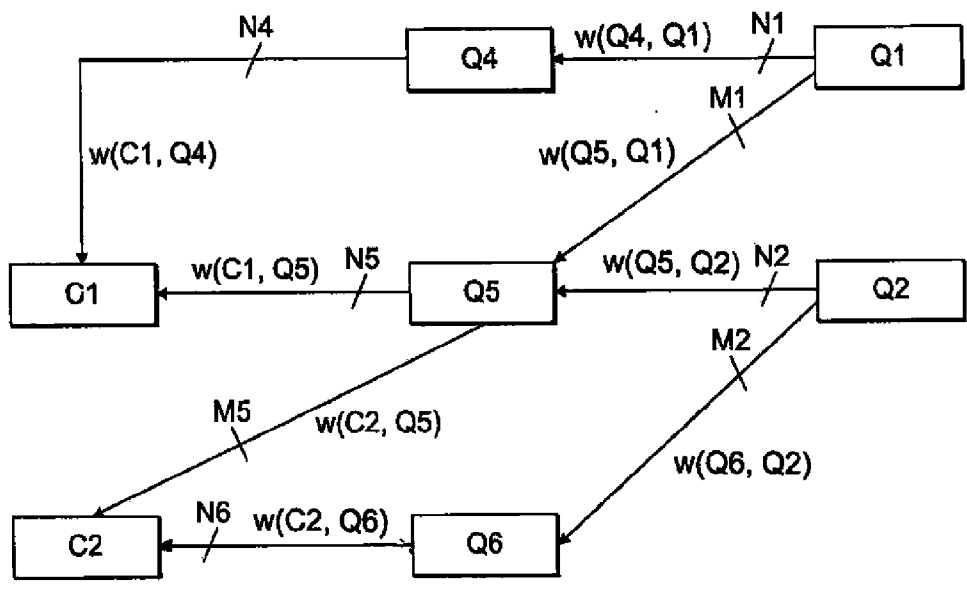 N4
Q4
w(Q4, Q1)
N1
Q1
M1
w(C1, Q4)
w(Q5, Q1)
C1
w(C1, Q5)
N5
Q5
w(Q5, Q2)
N2
Q2
M2
M5
w(C2, Q5)
w(Q6, Q2)
C2
N6
w(C2, Q6)
Q6